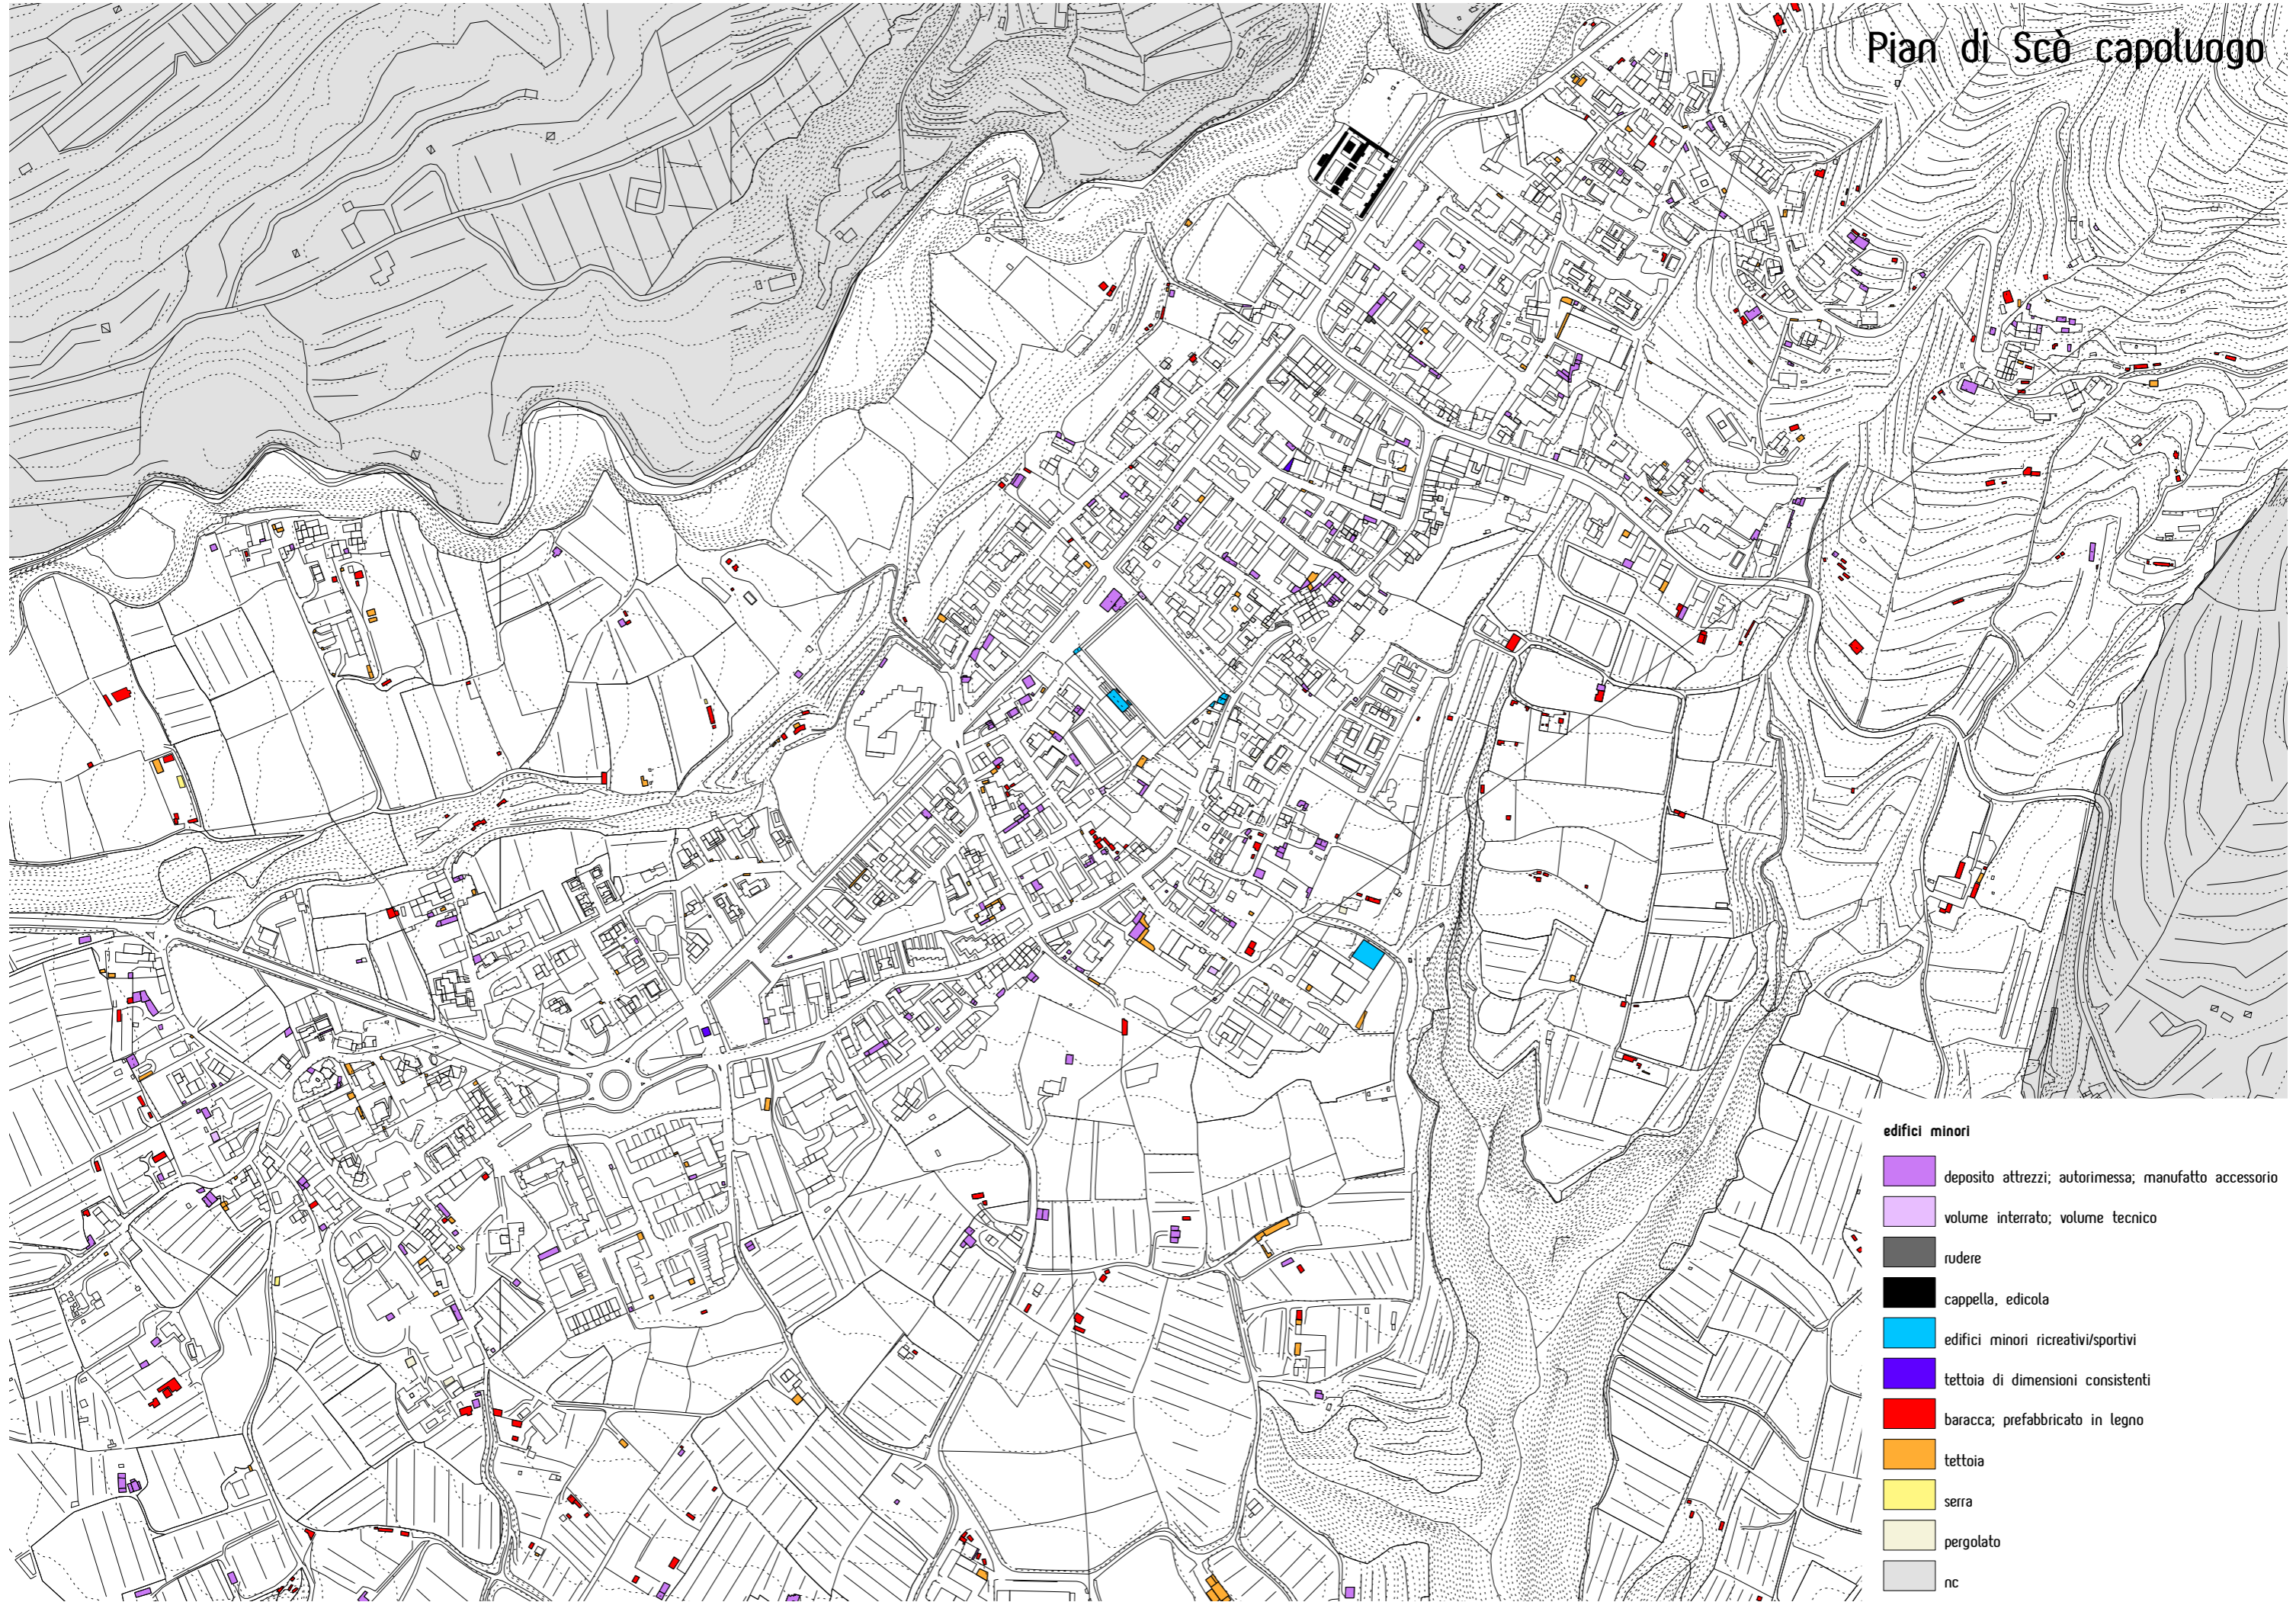 Pian di Scò capoluogo
edifici minori
deposito attrezzi; autorimessa; manufatto accessorio
volume interrato; volume tecnico
rudere
cappella, edicola
edifici minori ricreativi/sportivi
tettoia di dimensioni consistenti
baracca; prefabbricato in legno
tettoia
serra
pergolato
nc